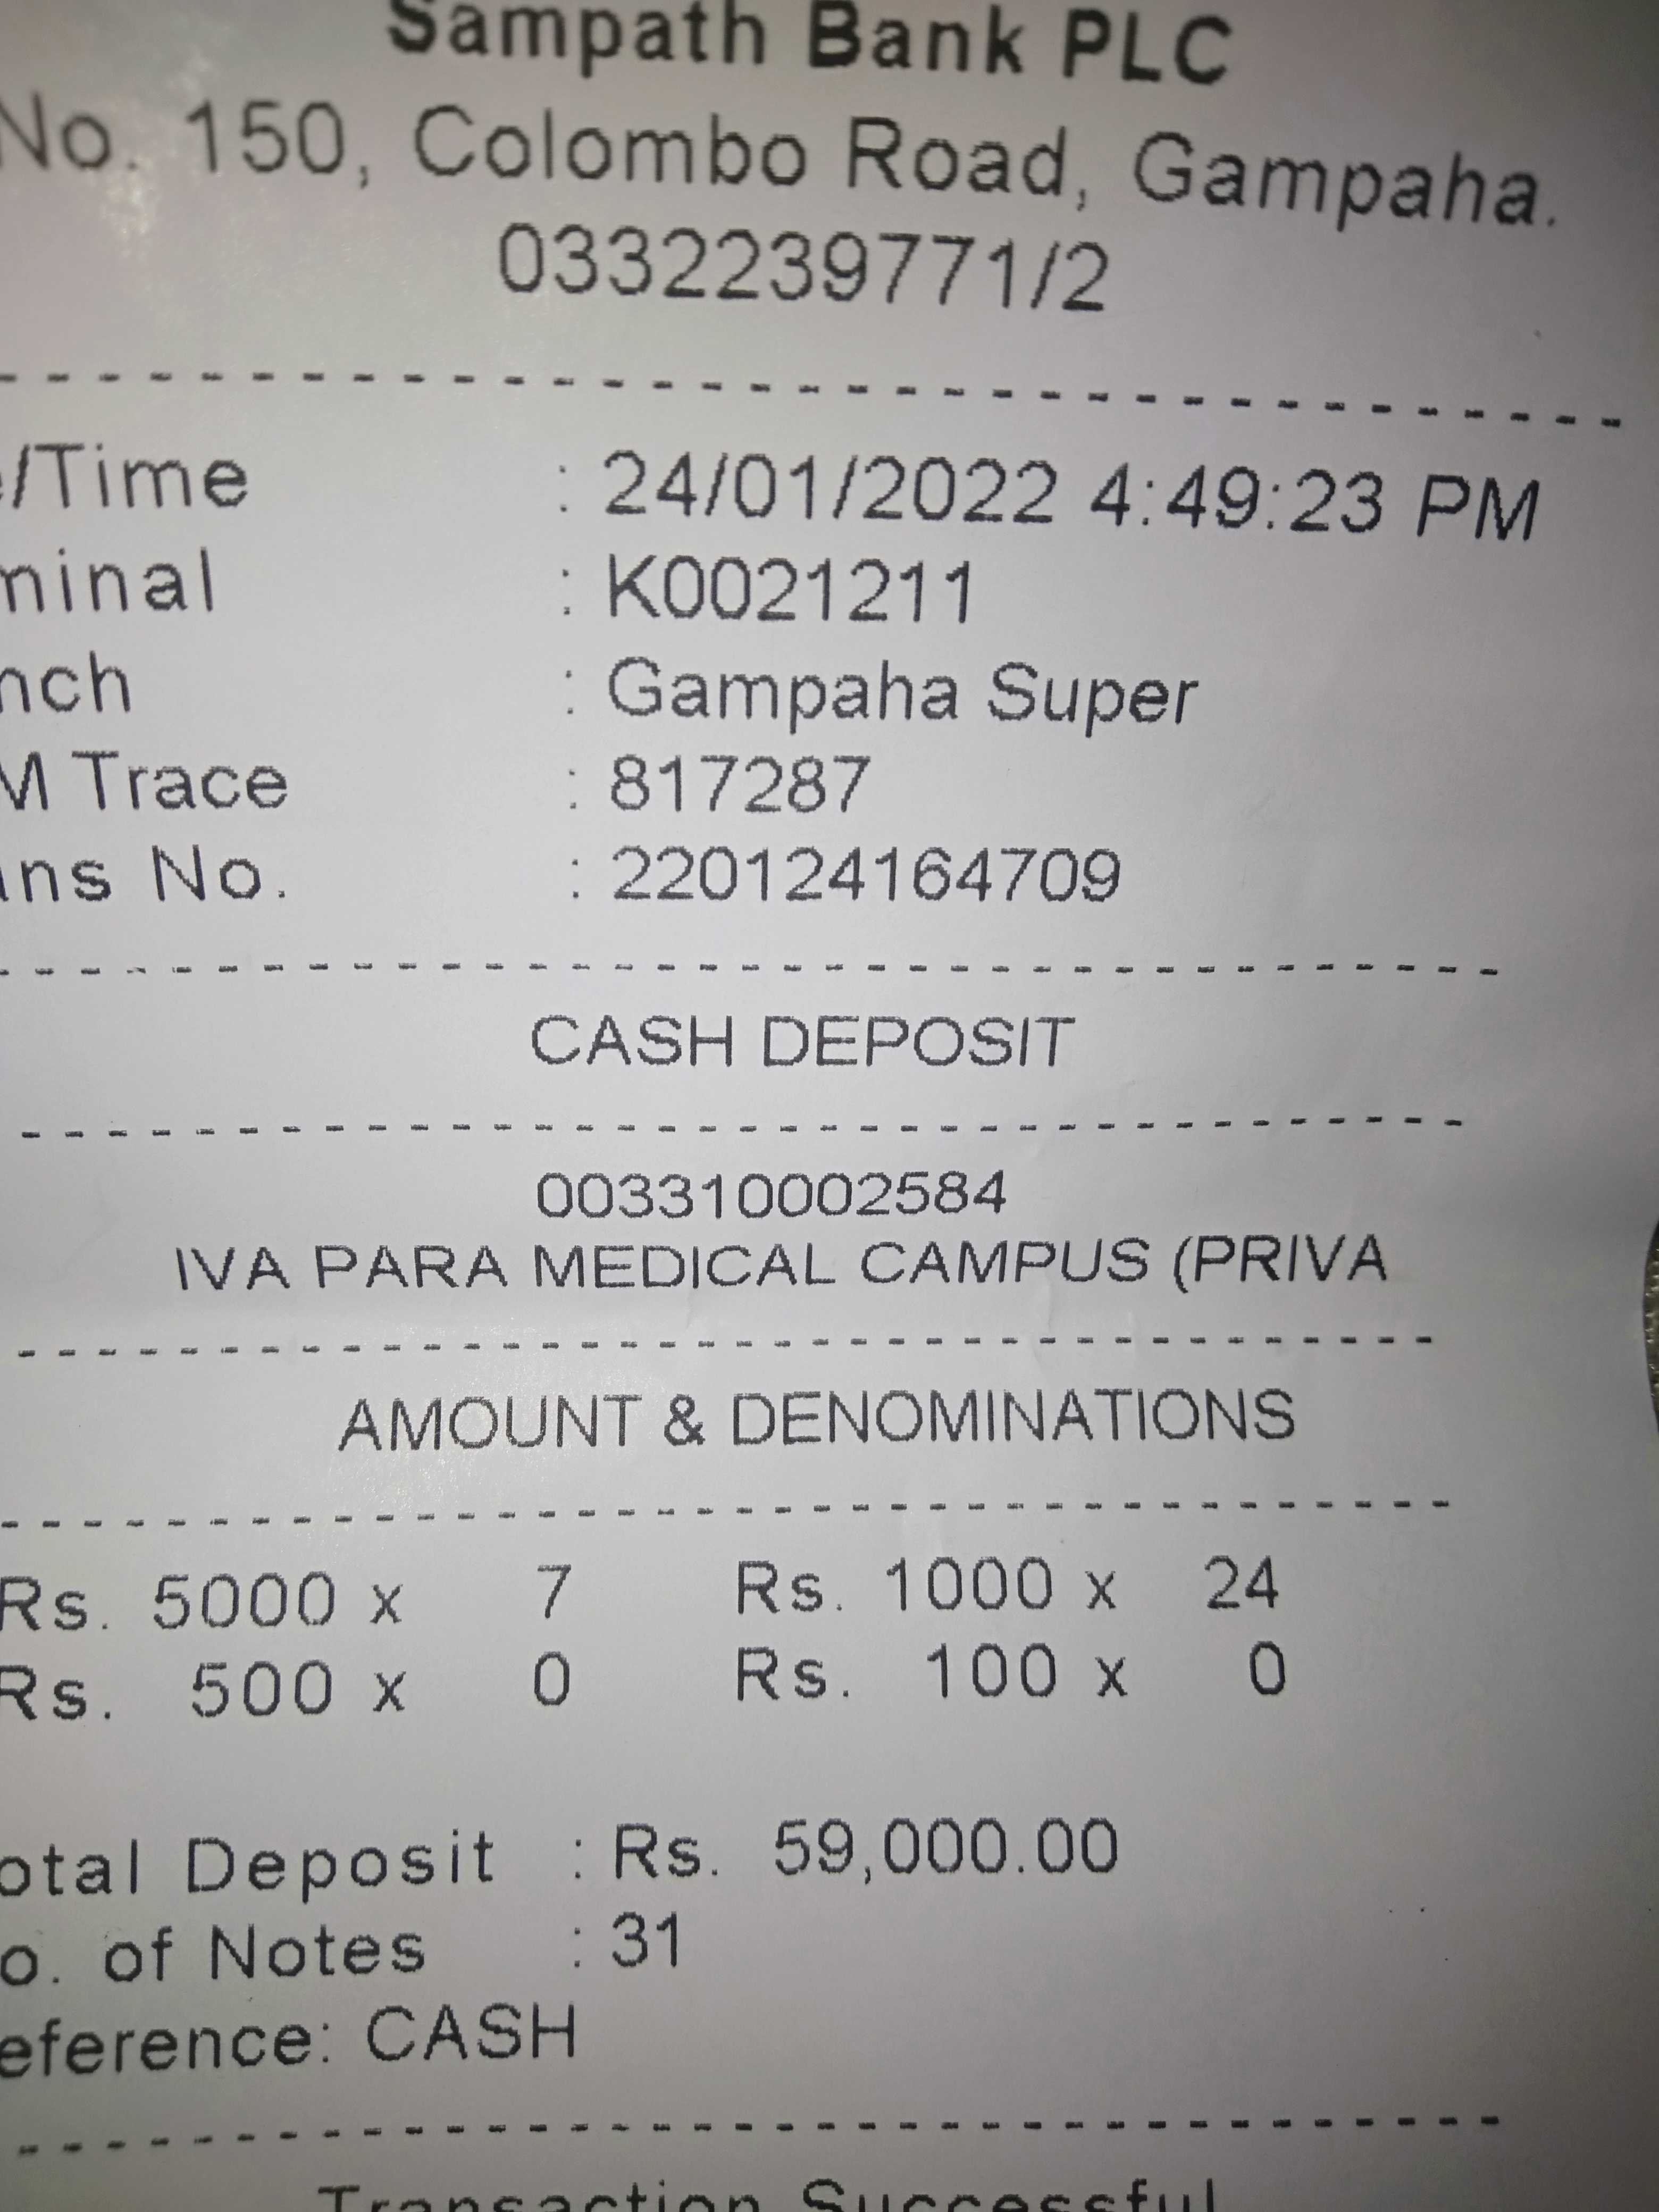 Sampath Bank PLC
No. 150, Colombo Road, Gampaha.
0332239771/2
e/Time : 24/01/2022 4:49:23 PM
minal : K0021211
nch : Gampaha Super
M Trace : 817287
ans No. : 220124164709
CASH DEPOSIT
003310002584
IVA PARA MEDICAL CAMPUS (PRIVA
AMOUNT & DENOMINATIONS
Rs. 5000 x 7 Rs. 1000 x 24
Rs. 500 x 0 Rs. 100 x 0
otal Deposit : Rs. 59,000.00
o. of Notes : 31
eference: CASH
Transaction Successful